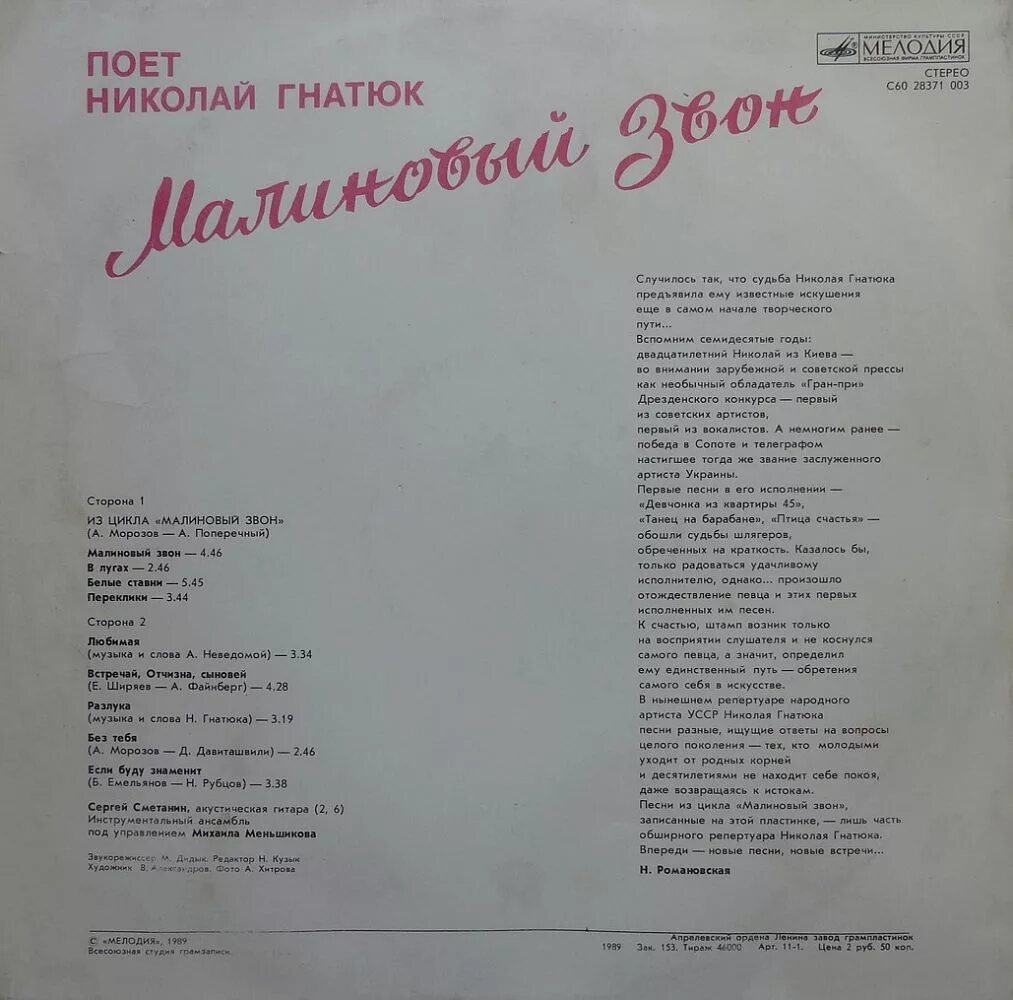 ПОЕТ
НИКОЛАЙ ГНАТЮК
Малиновый Звон
МИНИСТЕРСТВО КУЛЬТУРЫ СССР
МЕЛОДИЯ
ВСЕСОЮЗНАЯ ФИРМА ГРАМПЛАСТИНОК
СТЕРЕО
С60 28371 003
Сторона 1
ИЗ ЦИКЛА «МАЛИНОВЫЙ ЗВОН»
(А. Морозов — А. Поперечный)
Малиновый звон — 4.46
В лугах — 2.46
Белые ставни — 5.45
Переклики — 3.44
Сторона 2
Любимая
(музыка и слова А. Неведомой) — 3.34
Встречай, Отчизна, сыновей
(Е. Ширяев — А. Файнберг) — 4.28
Разлука
(музыка и слова Н. Гнатюка) — 3.19
Без тебя
(А. Морозов — Д. Давиташвили) — 2.46
Если буду знаменит
(Б. Емельянов — Н. Рубцов) — 3.38
Сергей Сметанин, акустическая гитара (2, 6)
Инструментальный ансамбль
под управлением Михаила Меньшикова
Звукорежиссер М. Дидык. Редактор Н. Кузык
Художник В. Александров. Фото А. Хитрова
Случилось так, что судьба Николая Гнатюка
предъявила ему известные искушения
еще в самом начале творческого
пути...
Вспомним семидесятые годы:
двадцатилетний Николай из Киева —
во внимании зарубежной и советской прессы
как необычный обладатель «Гран-при»
Дрезденского конкурса — первый
из советских артистов,
первый из вокалистов. А немногим ранее —
победа в Сопоте и телеграфом
настигшее тогда же звание заслуженного
артиста Украины.
Первые песни в его исполнении —
«Девчонка из квартиры 45»,
«Танец на барабане», «Птица счастья» —
обошли судьбы шлягеров,
обреченных на краткость. Казалось бы,
только радоваться удачливому
исполнителю, однако... произошло
отождествление певца и этих первых
исполненных им песен.
К счастью, штамп возник только
на восприятии слушателя и не коснулся
самого певца, а значит, определил
ему единственный путь — обретения
самого себя в искусстве.
В нынешнем репертуаре народного
артиста УССР Николая Гнатюка
песни разные, ищущие ответы на вопросы
целого поколения — тех, кто молодыми
уходит от родных корней
и десятилетиями не находит себе покоя,
даже возвращаясь к истокам.
Песни из цикла «Малиновый звон»,
записанные на этой пластинке, — лишь часть
обширного репертуара Николая Гнатюка.
Впереди — новые песни, новые встречи...
Н. Романовская
© «МЕЛОДИЯ», 1989
Всесоюзная студия грамзаписи
Апрелевский ордена Ленина завод грампластинок
1989 Зак. 153. Тираж 46000 Арт. 11-1. Цена 2 руб. 50 коп.